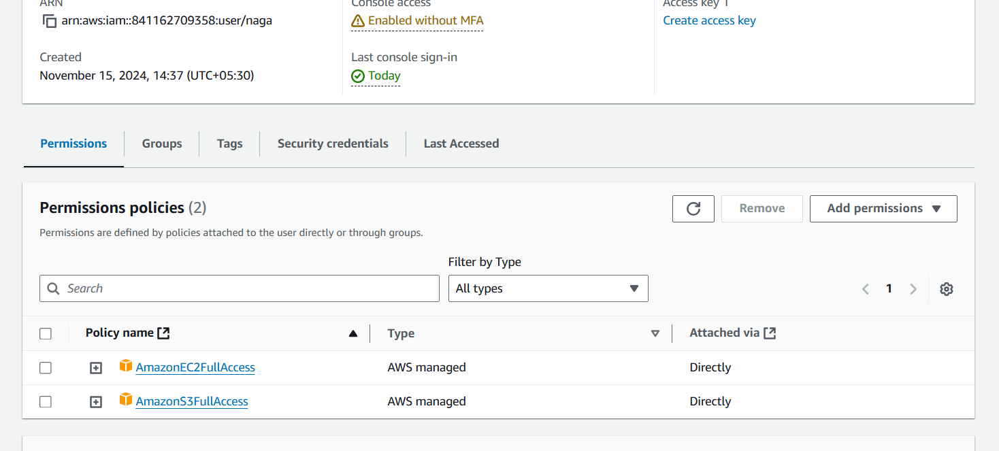 ARN
arn:aws:iam::841162709358:user/naga
Created
November 15, 2024, 14:37 (UTC+05:30)
Console access
Enabled without MFA
Last console sign-in
Today
Access key 1
Create access key
Permissions
Groups
Tags
Security credentials
Last Accessed
Permissions policies (2)
Permissions are defined by policies attached to the user directly or through groups.
Remove
Add permissions
Filter by Type
Search
All types
1
Policy name
Type
Attached via
AmazonEC2FullAccess
AWS managed
Directly
AmazonS3FullAccess
AWS managed
Directly